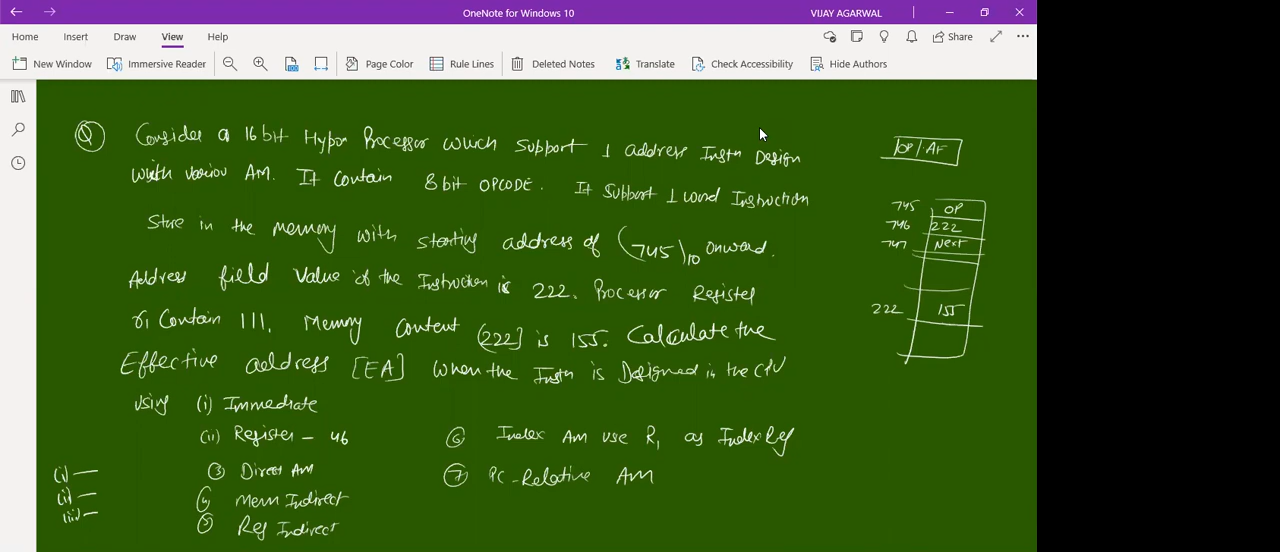 OneNote for Windows 10
VIJAY AGARWAL
Home Insert Draw View Help
Share
New Window Immersive Reader Page Color Rule Lines Deleted Notes Translate Check Accessibility Hide Authors
Q Consider a 16 bit Hypo Processor which support 1 address Instn Design
with various AM. It contain 8 bit OPCODE. It support 1 word Instruction
Store in the memory with starting address of (745)10 onward.
Address field value of the Instruction is 222. Processor Register
r1 Contain 111. Memory content [222] is 155. Calculate the
Effective address [EA] when the Instn is Designed in the CPU
using (i) Immediate
(ii) Register - 46
③ Direct AM
④ Mem Indirect
⑤ Reg Indirect
⑥ Index AM use R1 as Index Reg
⑦ PC-Relative AM
(i) —
(ii) —
(iii) —
OP/AF
745 OP
746 222
747 Next
222 155